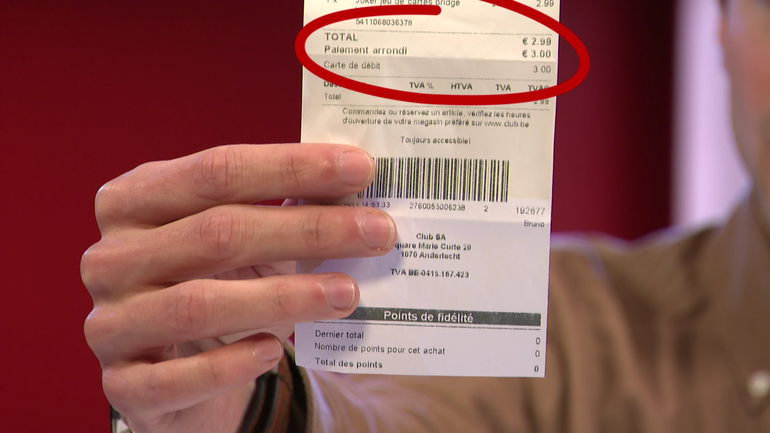 Joker jeu de cartes bridge 2.99
5411068036378
TOTAL € 2.99
Paiement arrondi € 3.00
Carte de débit 3.00
TVA % HTVA TVA
Total
Commandez ou réservez un article, vérifiez les heures
d'ouverture de votre magasin préféré sur www.club.be
Toujours accessible!
2760053006238 2 192677
Bruno
Club SA
Square Marie Curie 20
1070 Anderlecht
TVA BE-0415.167.423
Points de fidélité
Dernier total 0
Nombre de points pour cet achat 0
Total des points 0